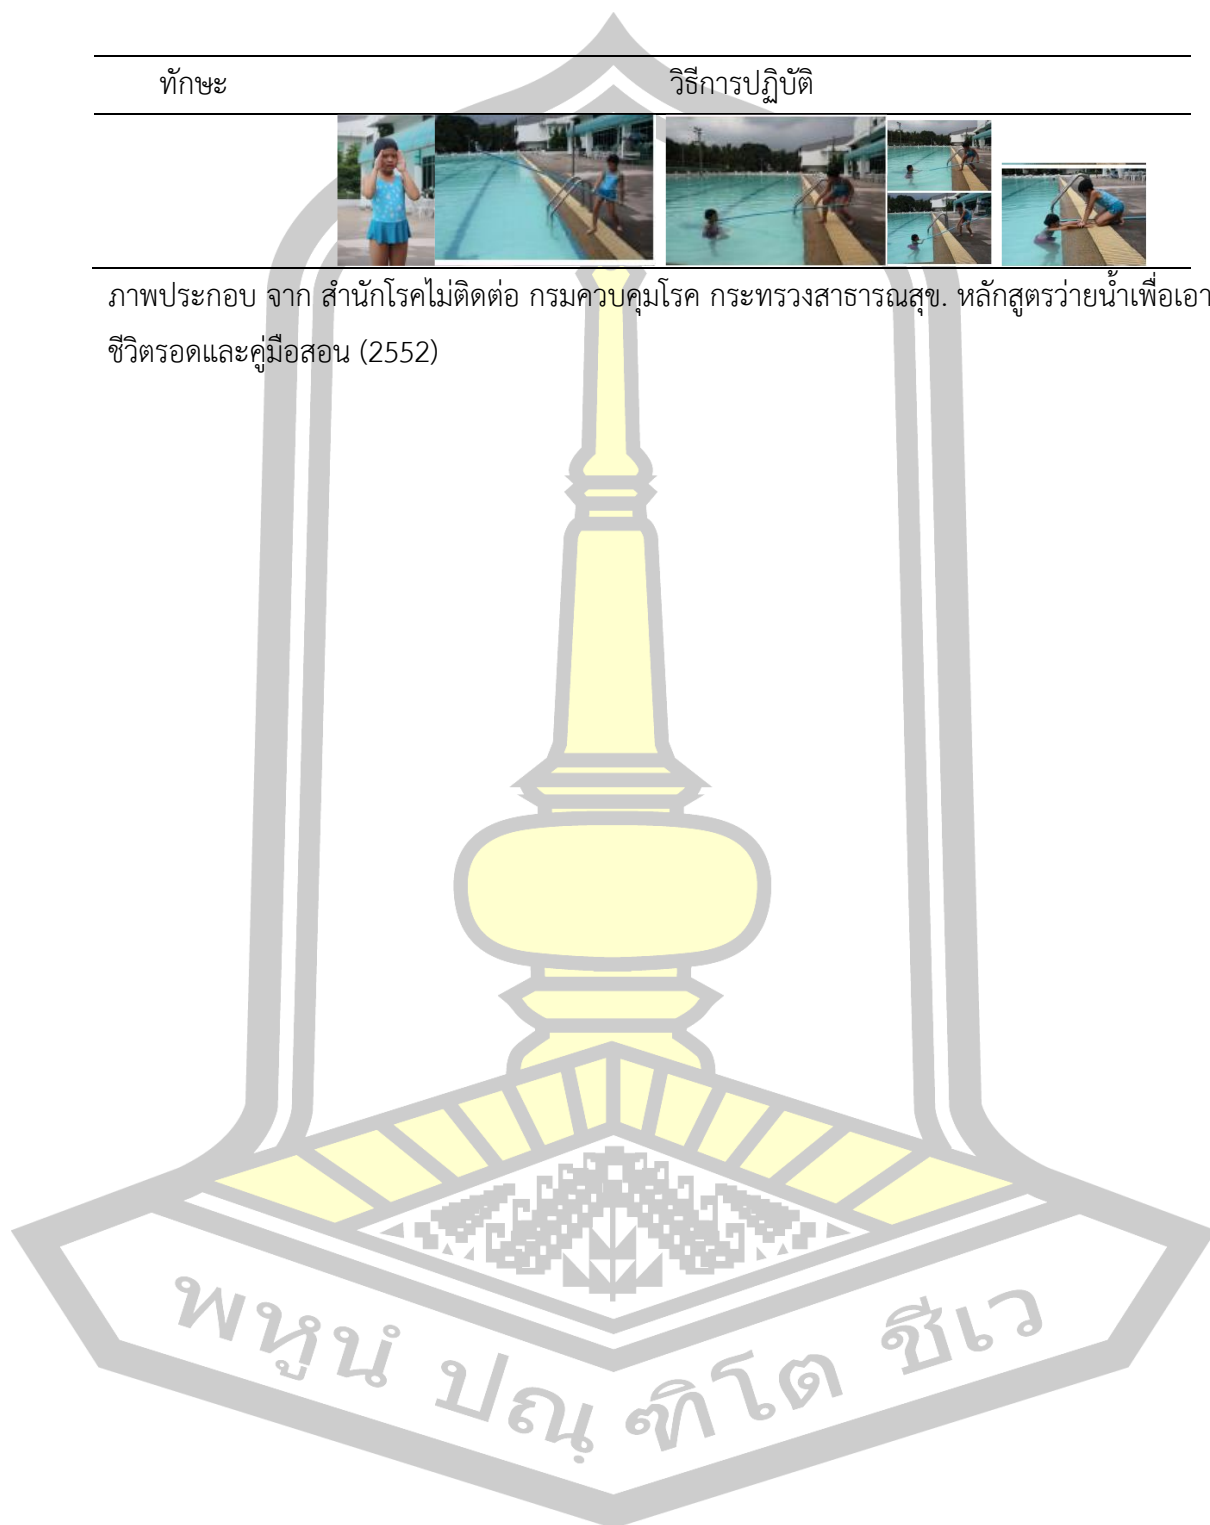 ทักษะ วิธีการปฏิบัติ
ภาพประกอบ จาก สำนักโรคไม่ติดต่อ กรมควบคุมโรค กระทรวงสาธารณสุข. หลักสูตรว่ายน้ำเพื่อเอา
ชีวิตรอดและคู่มือสอน (2552)
พหูนํ ปณฺ ฑิโต ชีเว